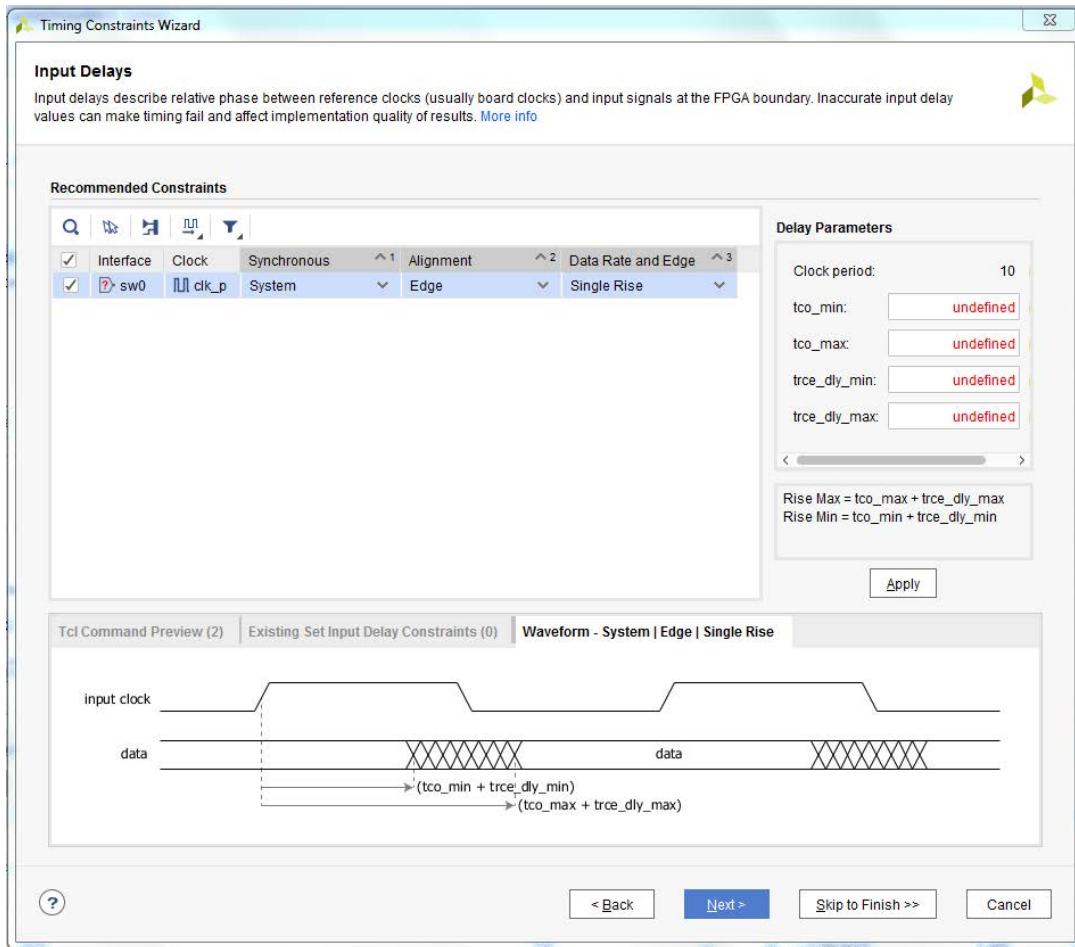 Timing Constraints Wizard
Input Delays
Input delays describe relative phase between reference clocks (usually board clocks) and input signals at the FPGA boundary. Inaccurate input delay
values can make timing fail and affect implementation quality of results. More info
Recommended Constraints
Interface Clock Synchronous 1 Alignment 2 Data Rate and Edge 3
? sw0 clk_p System Edge Single Rise
Delay Parameters
Clock period: 10
tco_min: undefined
tco_max: undefined
trce_dly_min: undefined
trce_dly_max: undefined
Rise Max = tco_max + trce_dly_max
Rise Min = tco_min + trce_dly_min
Apply
Tcl Command Preview (2) Existing Set Input Delay Constraints (0) Waveform - System | Edge | Single Rise
input clock
data data
(tco_min + trce_dly_min)
(tco_max + trce_dly_max)
? < Back Next > Skip to Finish >> Cancel